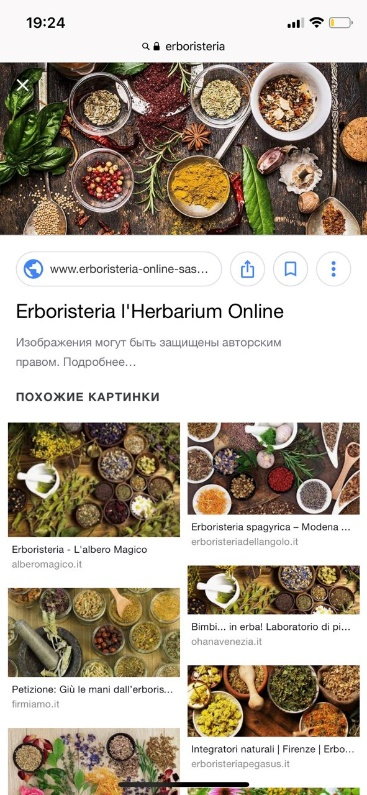 19:24
erboristeria
www.erboristeria-online-sas...
Erboristeria l'Herbarium Online
Изображения могут быть защищены авторским
правом. Подробнее...
ПОХОЖИЕ КАРТИНКИ
Erboristeria - L'albero Magico
alberomagico.it
Erboristeria spagyrica – Modena ...
erboristeriadellangolo.it
Bimbi... in erba! Laboratorio di pi...
ohanavenezia.it
Petizione: Giù le mani dall'erboris...
firmiamo.it
Integratori naturali | Firenze | Erbo...
erboristeriapegasus.it